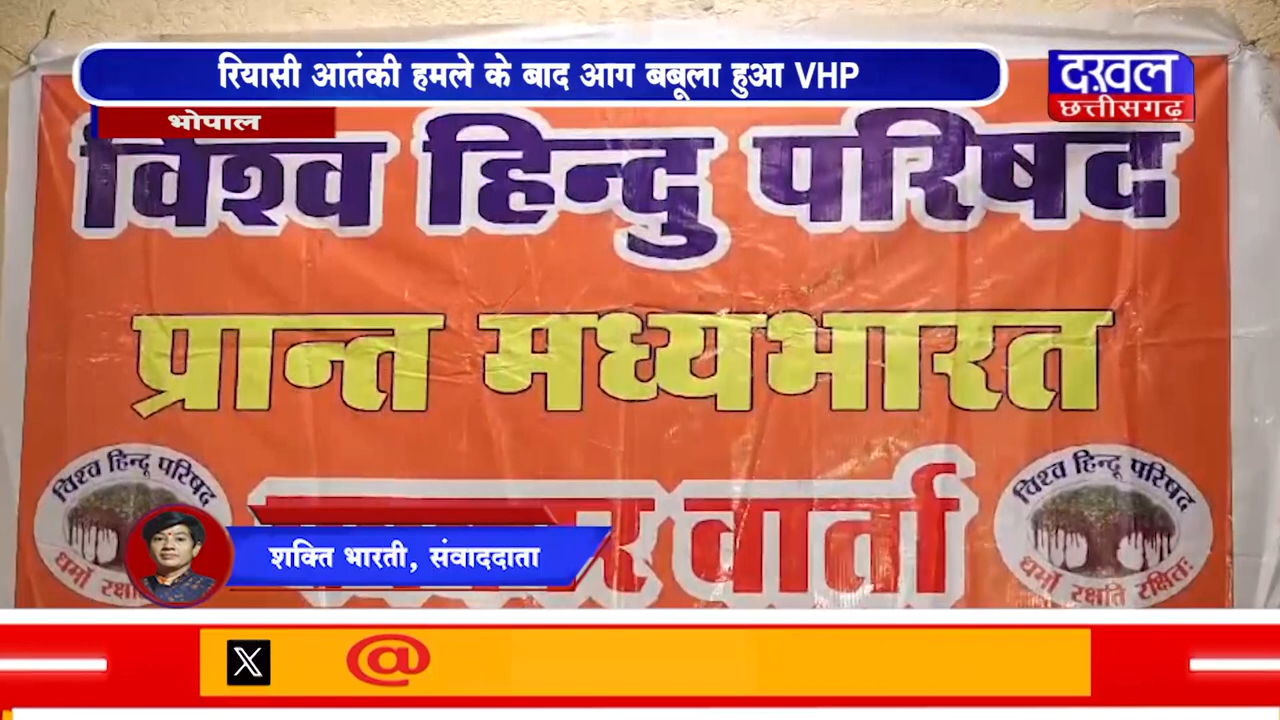 रियासी आतंकी हमले के बाद आग बबूला हुआ VHP
दख़ल
छत्तीसगढ़
भोपाल
विश्व हिन्दु परिषद
प्रान्त मध्यभारत
विश्व हिन्दू परिषद
विश्व हिन्दू परिषद
वार्ता
शक्ति भारती, संवाददाता
धर्मो रक्षति रक्षितः
X @